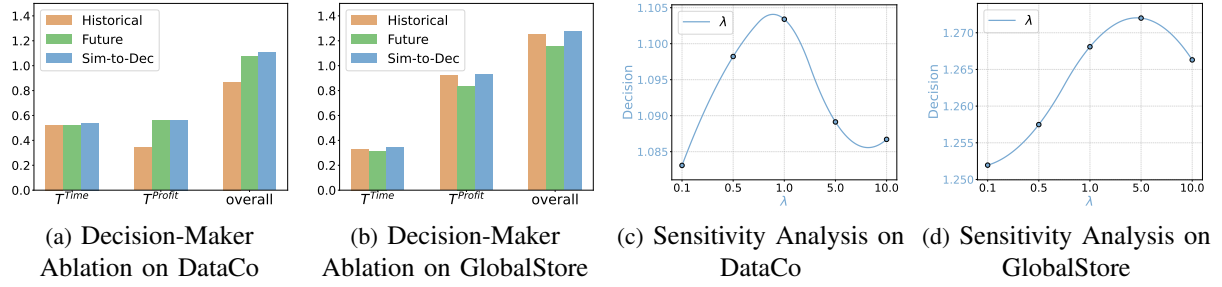 1.4
1.2
1.0
0.8
0.6
0.4
0.2
0.0
Historical
Future
Sim-to-Dec
T^Time
T^Profit
overall
(a) Decision-Maker
Ablation on DataCo
1.4
1.2
1.0
0.8
0.6
0.4
0.2
0.0
Historical
Future
Sim-to-Dec
T^Time
T^Profit
overall
(b) Decision-Maker
Ablation on GlobalStore
Decision
1.105
1.100
1.095
1.090
1.085
λ
0.1 0.5 1.0 5.0 10.0
λ
(c) Sensitivity Analysis on
DataCo
Decision
1.270
1.265
1.260
1.255
1.250
λ
0.1 0.5 1.0 5.0 10.0
λ
(d) Sensitivity Analysis on
GlobalStore